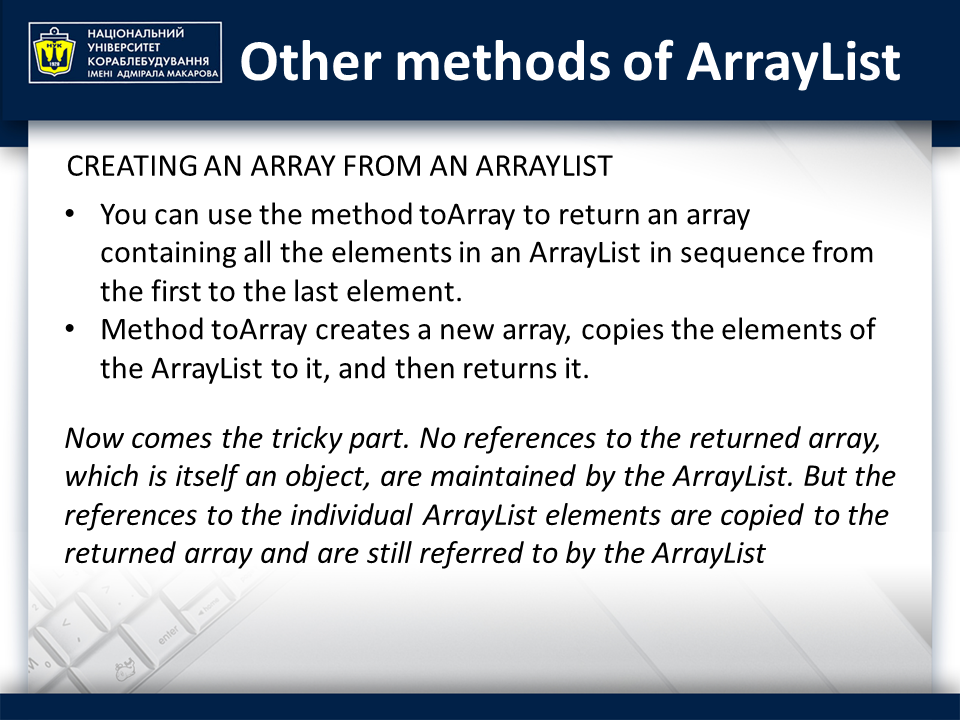 НАЦІОНАЛЬНИЙ
УНІВЕРСИТЕТ
КОРАБЛЕБУДУВАННЯ
ІМЕНІ АДМІРАЛА МАКАРОВА
НУК
1920
Other methods of ArrayList
CREATING AN ARRAY FROM AN ARRAYLIST
• You can use the method toArray to return an array
containing all the elements in an ArrayList in sequence from
the first to the last element.
• Method toArray creates a new array, copies the elements of
the ArrayList to it, and then returns it.
Now comes the tricky part. No references to the returned array,
which is itself an object, are maintained by the ArrayList. But the
references to the individual ArrayList elements are copied to the
returned array and are still referred to by the ArrayList
enter